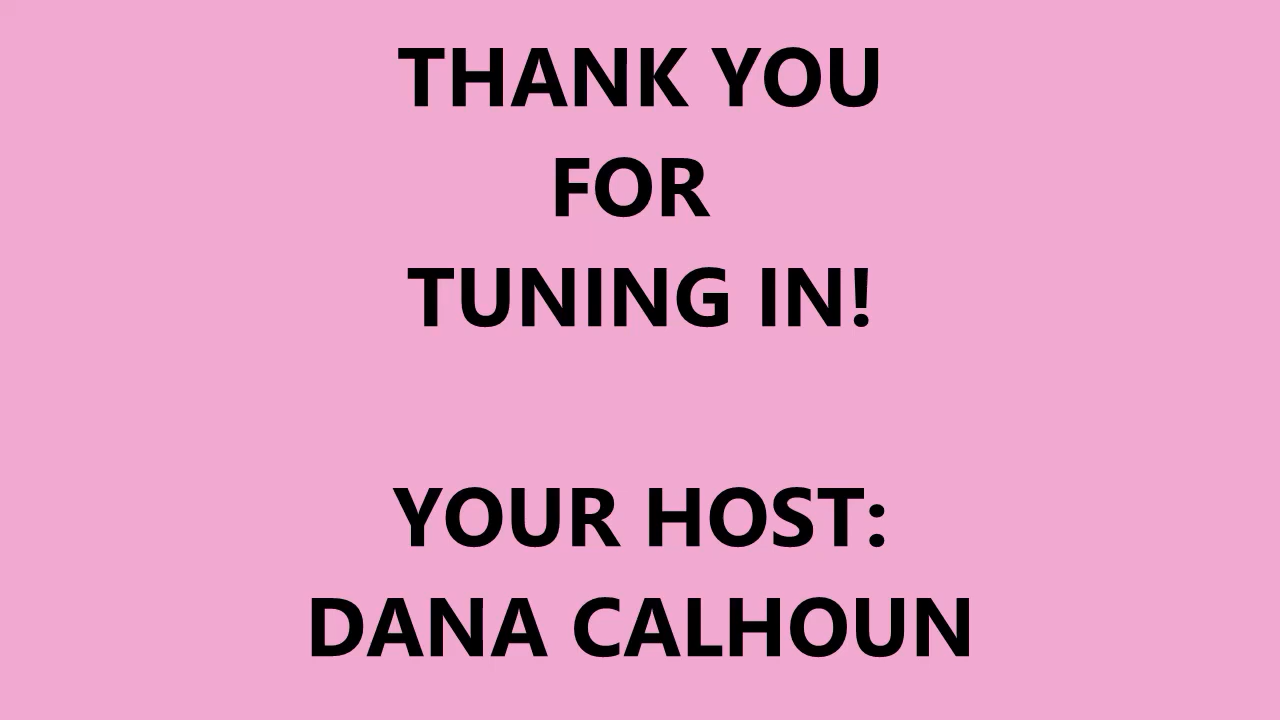 THANK YOU
FOR
TUNING IN!
YOUR HOST:
DANA CALHOUN